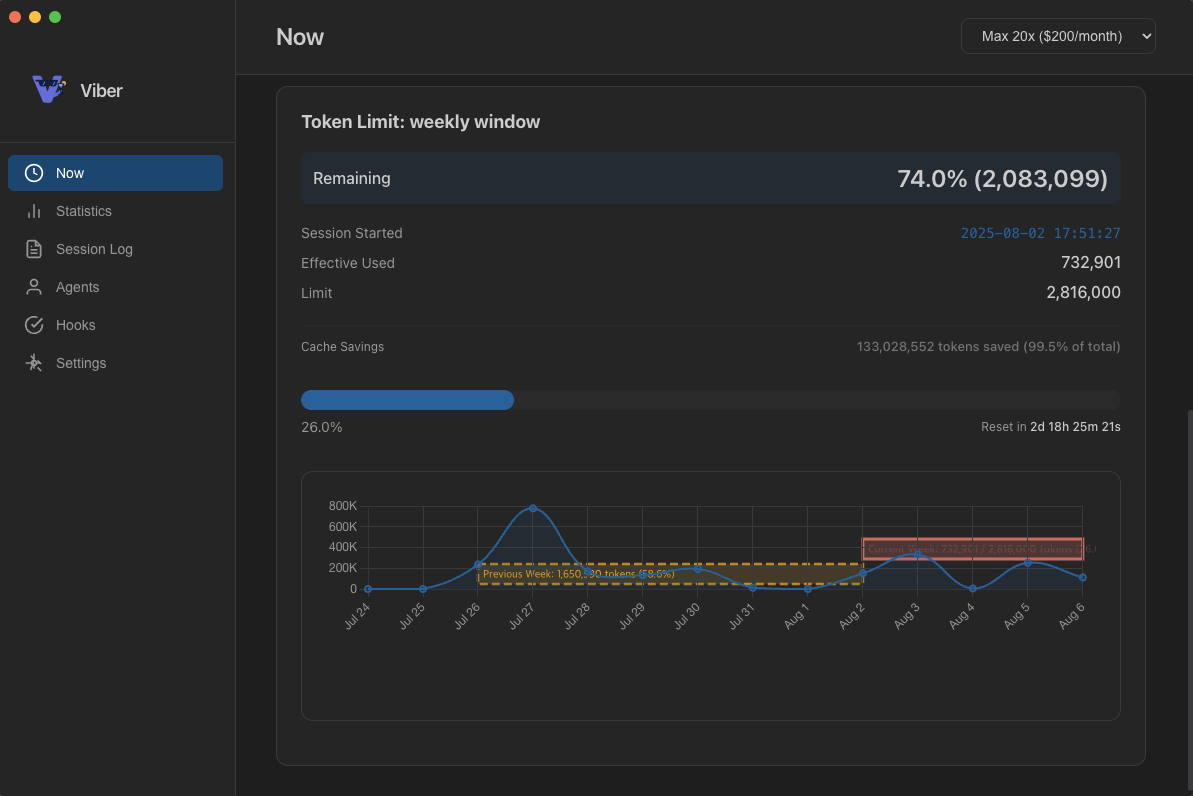 Now
Max 20x ($200/month)
Viber
Now
Statistics
Session Log
Agents
Hooks
Settings
Token Limit: weekly window
Remaining
74.0% (2,083,099)
Session Started
2025-08-02 17:51:27
Effective Used
732,901
Limit
2,816,000
Cache Savings
133,028,552 tokens saved (99.5% of total)
26.0%
Reset in 2d 18h 25m 21s
800K
600K
400K
200K
0
Current Week: 732,901 / 2,816,000 tokens
Previous Week: 1,650,590 tokens (58.6%)
Jul 24
Jul 25
Jul 26
Jul 27
Jul 28
Jul 29
Jul 30
Jul 31
Aug 1
Aug 2
Aug 3
Aug 4
Aug 5
Aug 6